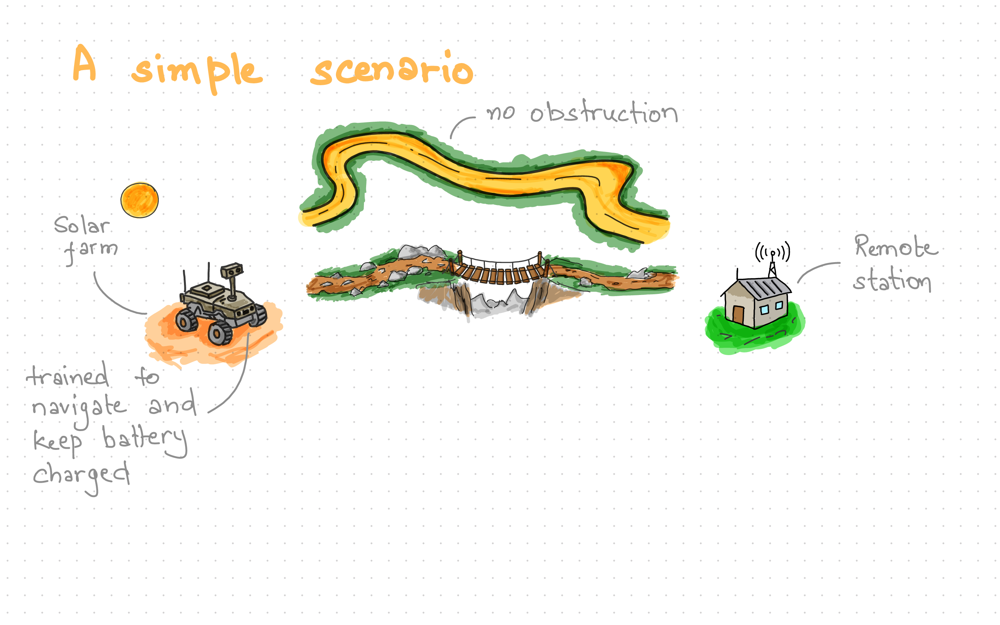 A simple scenario
no obstruction
Solar
farm
Remote
station
trained to
navigate and
keep battery
charged